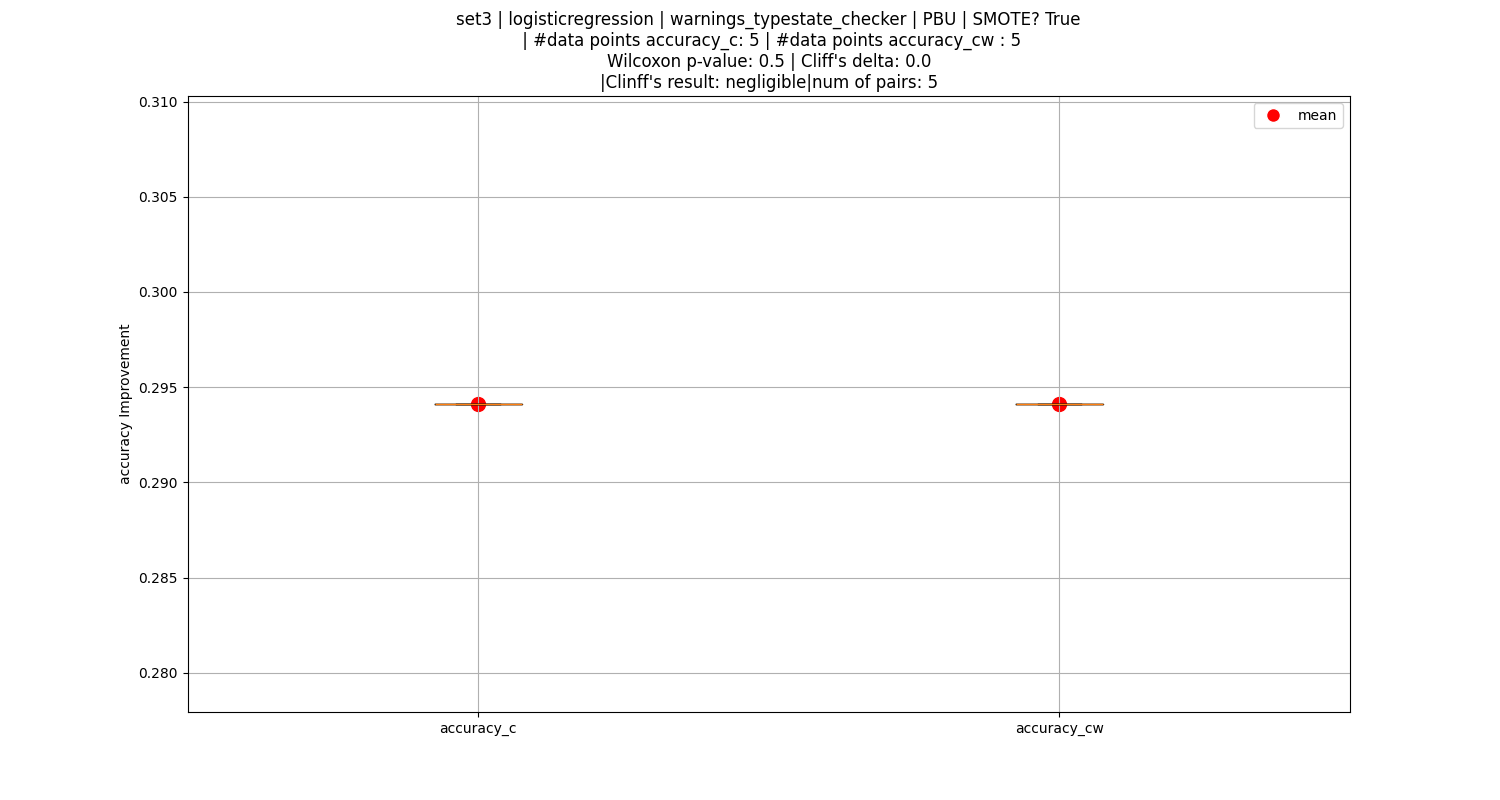 set3 | logisticregression | warnings_typestate_checker | PBU | SMOTE? True
| #data points accuracy_c: 5 | #data points accuracy_cw : 5
Wilcoxon p-value: 0.5 | Cliff's delta: 0.0
|Clinff's result: negligible|num of pairs: 5
mean
0.310
0.305
0.300
0.295
0.290
0.285
0.280
accuracy Improvement
accuracy_c
accuracy_cw